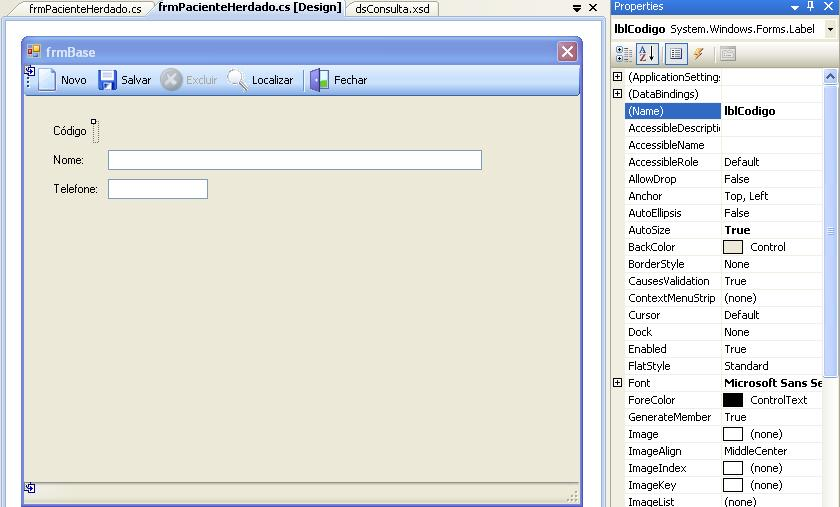 frmPacienteHerdado.cs
frmPacienteHerdado.cs [Design]
dsConsulta.xsd
frmBase
Novo
Salvar
Excluir
Localizar
Fechar
Código
Nome:
Telefone:
Properties
lblCodigo System.Windows.Forms.Label
(ApplicationSettings
(DataBindings)
(Name) lblCodigo
AccessibleDescripti
AccessibleName
AccessibleRole Default
AllowDrop False
Anchor Top, Left
AutoEllipsis False
AutoSize True
BackColor Control
BorderStyle None
CausesValidation True
ContextMenuStrip (none)
Cursor Default
Dock None
Enabled True
FlatStyle Standard
Font Microsoft Sans Se
ForeColor ControlText
GenerateMember True
Image (none)
ImageAlign MiddleCenter
ImageIndex (none)
ImageKey (none)
ImageList (none)